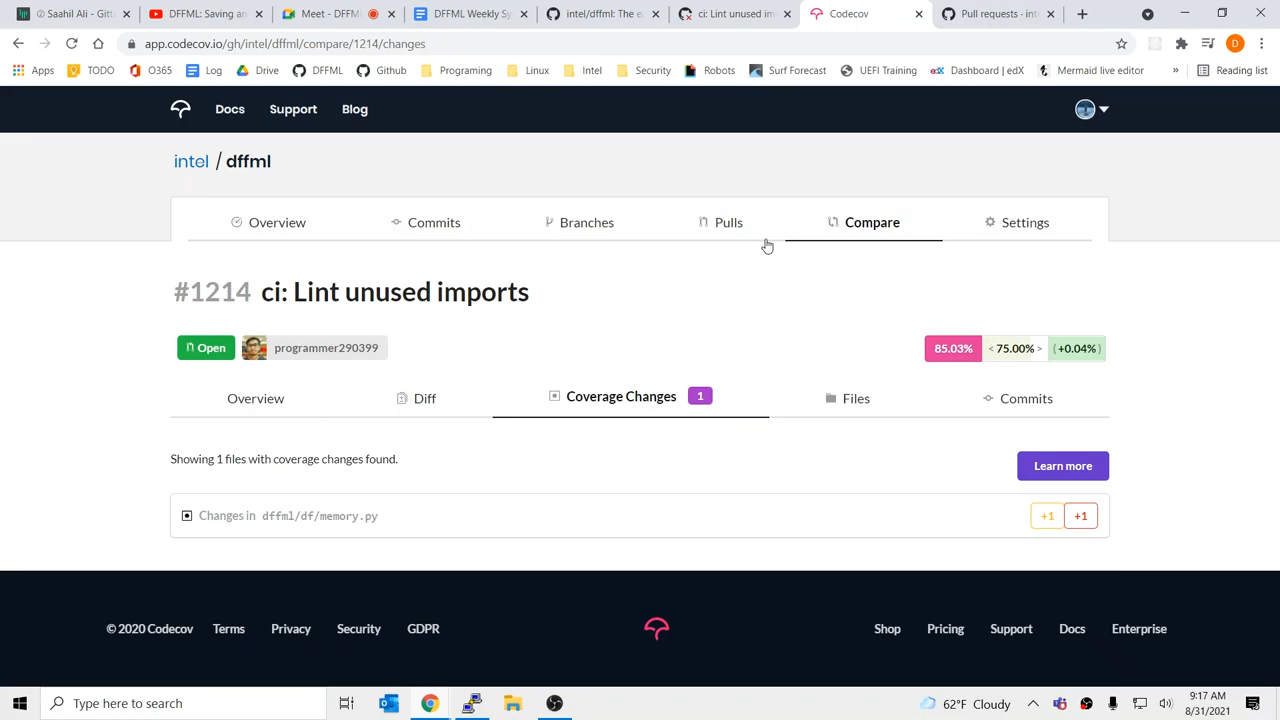 Saahil Ali - Gitt
DFFML: Saving an
Meet - DFFML
DFFML Weekly Sy
intel/dffml: The e
ci: Lint unused im
Codecov
Pull requests · int
app.codecov.io/gh/intel/dffml/compare/1214/changes
D
Apps
TODO
O365
Log
Drive
DFFML
Github
Programing
Linux
Intel
Security
Robots
Surf Forecast
UEFI Training
edX
Dashboard | edX
Mermaid live editor
»
Reading list
Docs
Support
Blog
intel / dffml
Overview
Commits
Branches
Pulls
Compare
Settings
#1214 ci: Lint unused imports
Open
programmer290399
85.03% < 75.00% > (+0.04%)
Overview
Diff
Coverage Changes 1
Files
Commits
Showing 1 files with coverage changes found.
Learn more
Changes in dffml/df/memory.py
+1 +1
© 2020 Codecov
Terms
Privacy
Security
GDPR
Shop
Pricing
Support
Docs
Enterprise
Type here to search
62°F Cloudy
9:17 AM
8/31/2021